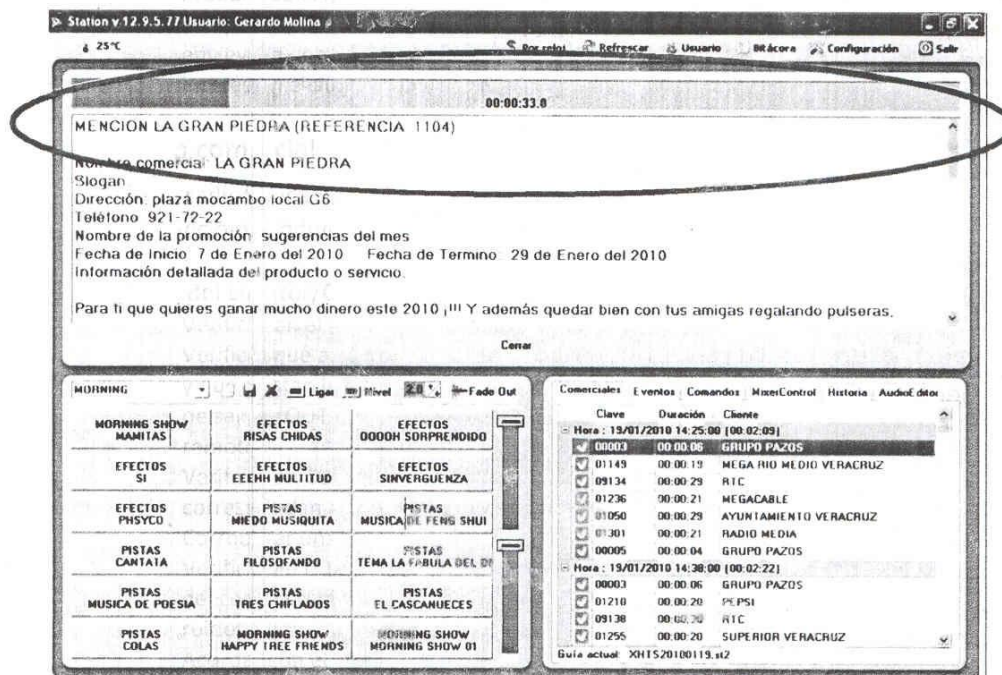 Station v 12.9.5.77 Usuario: Gerardo Molina
25°C Por reloj Refrescar Usuario Bitácora Configuración Salir
00:00:33.0
MENCION LA GRAN PIEDRA (REFERENCIA 1104)
Nombre comercial LA GRAN PIEDRA
Slogan
Dirección: plaza mocambo local G6
Teléfono 921-72-22
Nombre de la promoción sugerencias del mes
Fecha de Inicio 7 de Enero del 2010 Fecha de Termino 29 de Enero del 2010
Información detallada del producto o servicio.
Para ti que quieres ganar mucho dinero este 2010 ¡!!! Y además quedar bien con tus amigas regalando pulseras,
Cerrar
MORNING Ligar Nivel 2.0 Fade Out
MORNING SHOW MAMITAS
EFECTOS RISAS CHIDAS
EFECTOS OOOOH SORPRENDIDO
EFECTOS SI
EFECTOS EEEHH MULTITUD
EFECTOS SINVERGUENZA
EFECTOS PHSYCO
PISTAS MIEDO MUSIQUITA
PISTAS MUSICA DE FENG SHUI
PISTAS CANTATA
PISTAS FILOSOFANDO
PISTAS TEMA LA FABULA DEL
PISTAS MUSICA DE POESIA
PISTAS TRES CHIFLADOS
PISTAS EL CASCANUECES
PISTAS COLAS
MORNING SHOW HAPPY TREE FRIENDS
MORNING SHOW MORNING SHOW 01
Comerciales Eventos Comandos MixerControl Historia AudioEditor
Clave Duración Cliente
Hora : 19/01/2010 14:25:00 [00:02:09]
00003 00:00:06 GRUPO PAZOS
01149 00:00:19 MEGA RIO MEDIO VERACRUZ
09134 00:00:29 RTC
01236 00:00:21 MEGACABLE
01050 00:00:29 AYUNTAMIENTO VERACRUZ
01301 00:00:21 RADIO MEDIA
00005 00:00:04 GRUPO PAZOS
Hora : 19/01/2010 14:38:00 [00:02:22]
00003 00:00:06 GRUPO PAZOS
01210 00:00:20 PEPSI
09138 00:00:30 RTC
01255 00:00:20 SUPERIOR VERACRUZ
Guía actual: XHTS20100119.st2